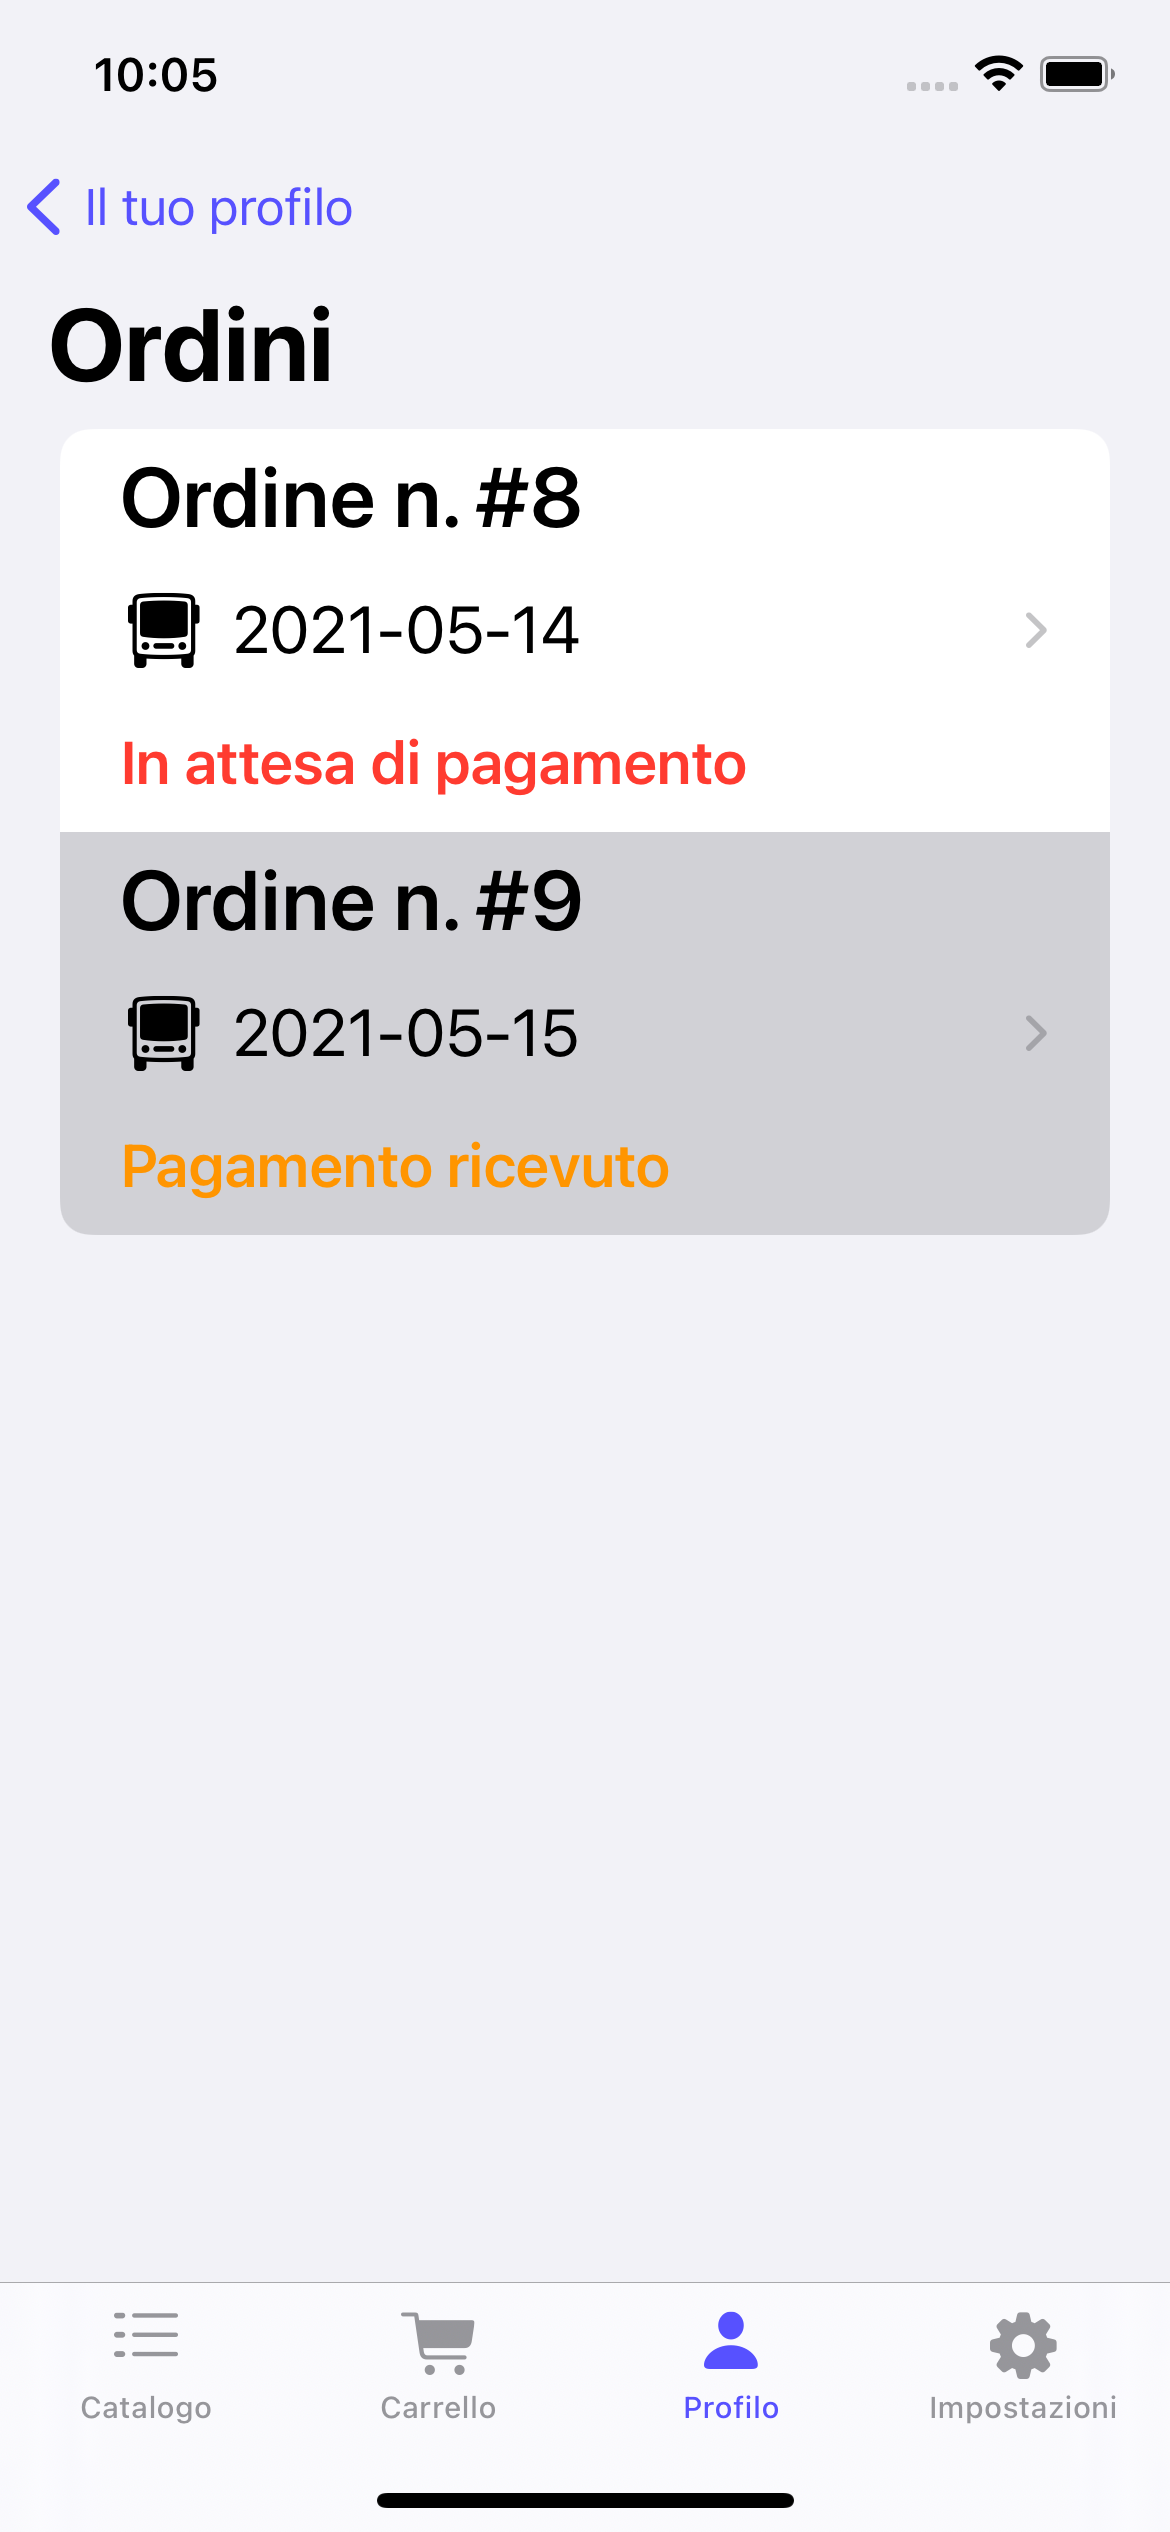 10:05
Il tuo profilo
Ordini
Ordine n. #8
2021-05-14
In attesa di pagamento
Ordine n. #9
2021-05-15
Pagamento ricevuto
Catalogo Carrello Profilo Impostazioni